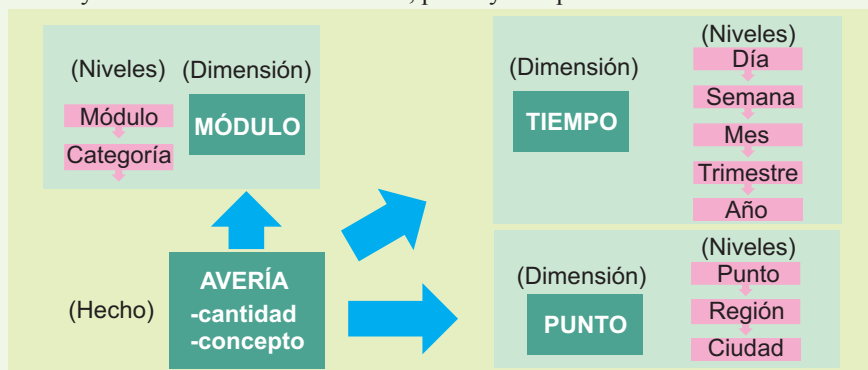 (Niveles) (Dimensión)
Módulo
MÓDULO
Categoría
(Dimensión)
TIEMPO
(Niveles)
Día
Semana
Mes
Trimestre
Año
(Hecho)
AVERÍA
-cantidad
-concepto
(Dimensión)
PUNTO
(Niveles)
Punto
Región
Ciudad